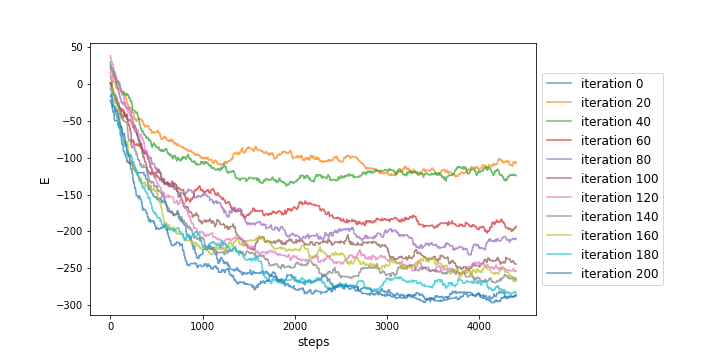 50
0
−50
−100
−150
−200
−250
−300
E
0
1000
2000
3000
4000
steps
iteration 0
iteration 20
iteration 40
iteration 60
iteration 80
iteration 100
iteration 120
iteration 140
iteration 160
iteration 180
iteration 200